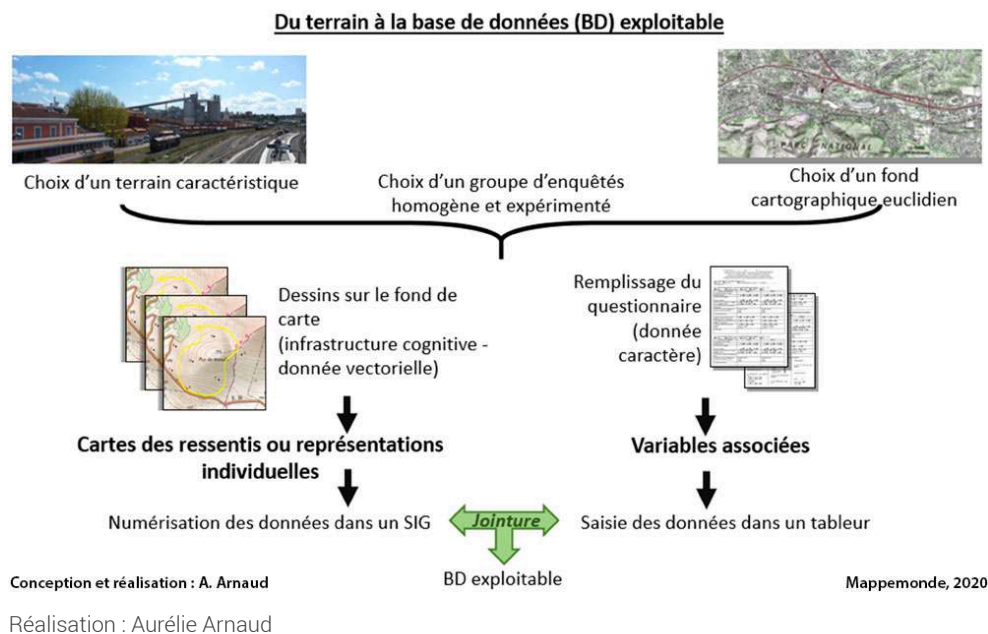 Du terrain à la base de données (BD) exploitable
PARC NATIONAL
Choix d'un terrain caractéristique
Choix d'un groupe d'enquêtés
homogène et expérimenté
Choix d'un fond
cartographique euclidien
Dessins sur le fond de
carte
(infrastructure cognitive -
donnée vectorielle)
Remplissage du
questionnaire
(donnée
caractère)
Cartes des ressentis ou représentations
individuelles
Variables associées
Numérisation des données dans un SIG
Jointure
Saisie des données dans un tableur
BD exploitable
Conception et réalisation : A. Arnaud
Mappemonde, 2020
Réalisation : Aurélie Arnaud